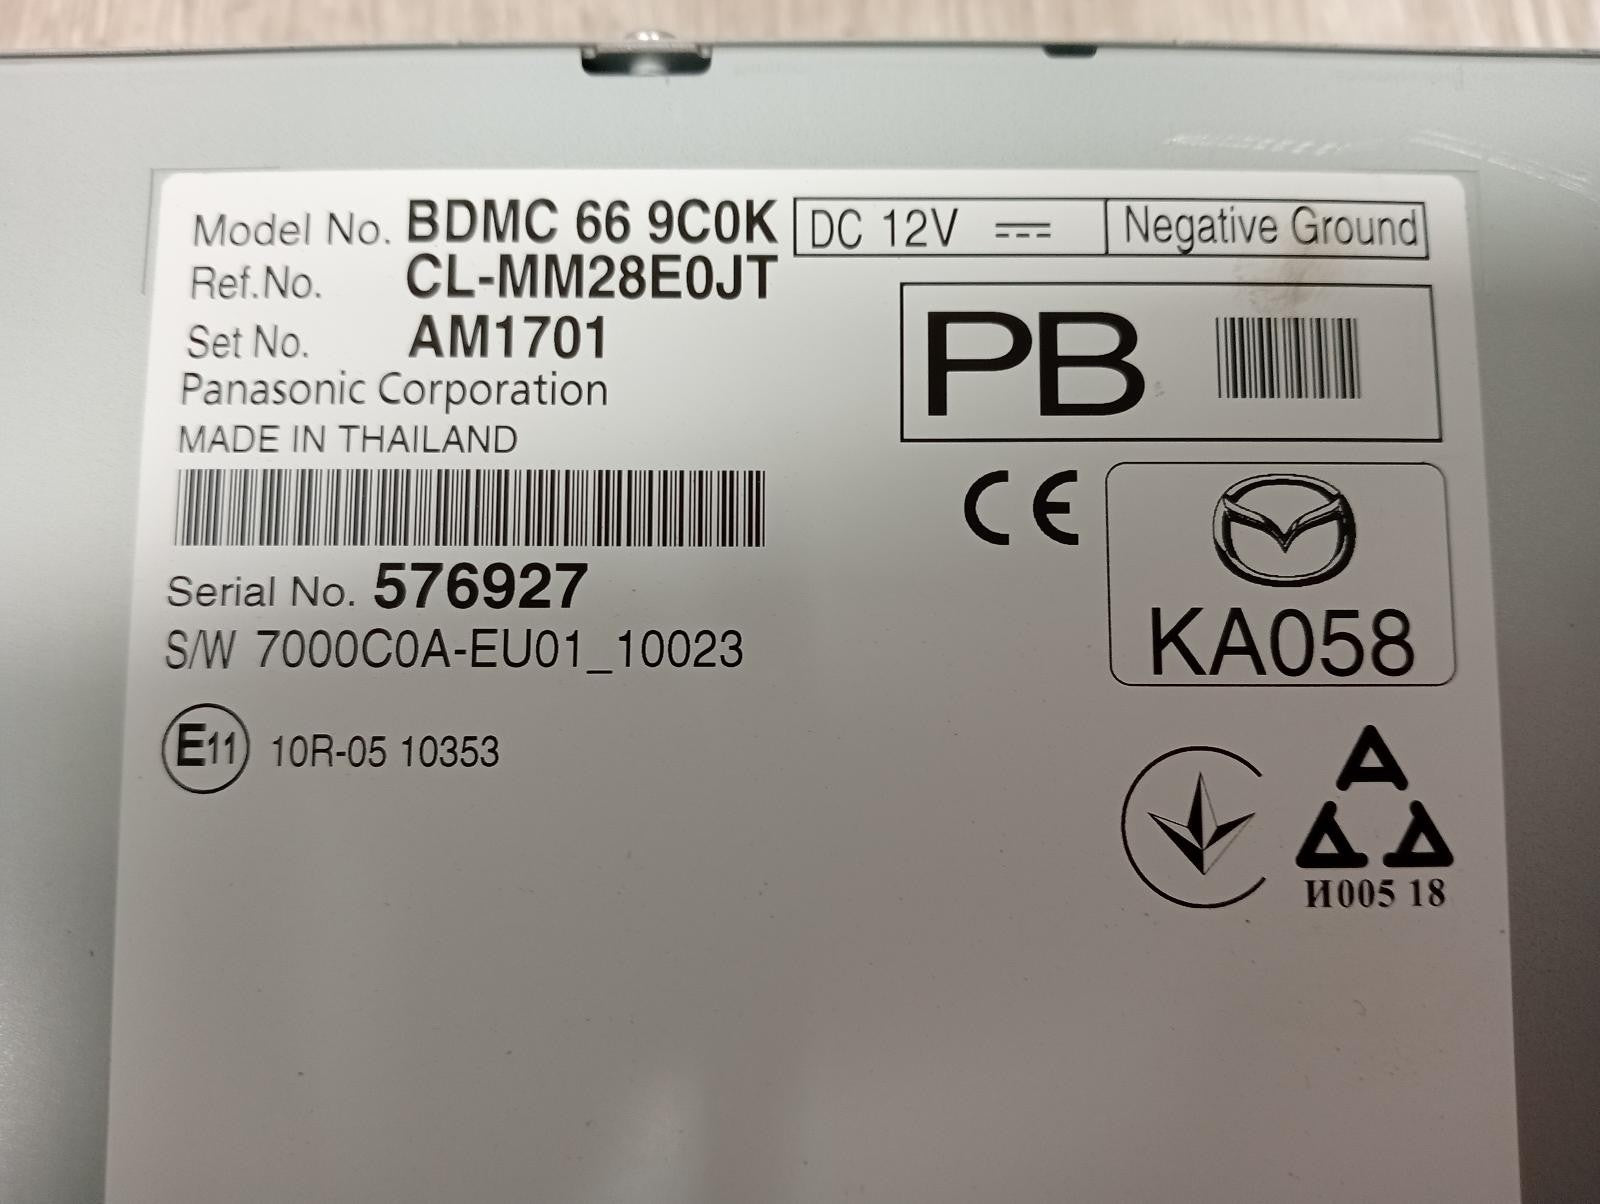 Model No. BDMC 66 9C0K DC 12V Negative Ground
Ref.No. CL-MM28E0JT
Set No. AM1701
PB
Panasonic Corporation
MADE IN THAILAND
CE
Serial No. 576927
KA058
S/W 7000C0A-EU01_10023
E11 10R-05 10353
И005 18